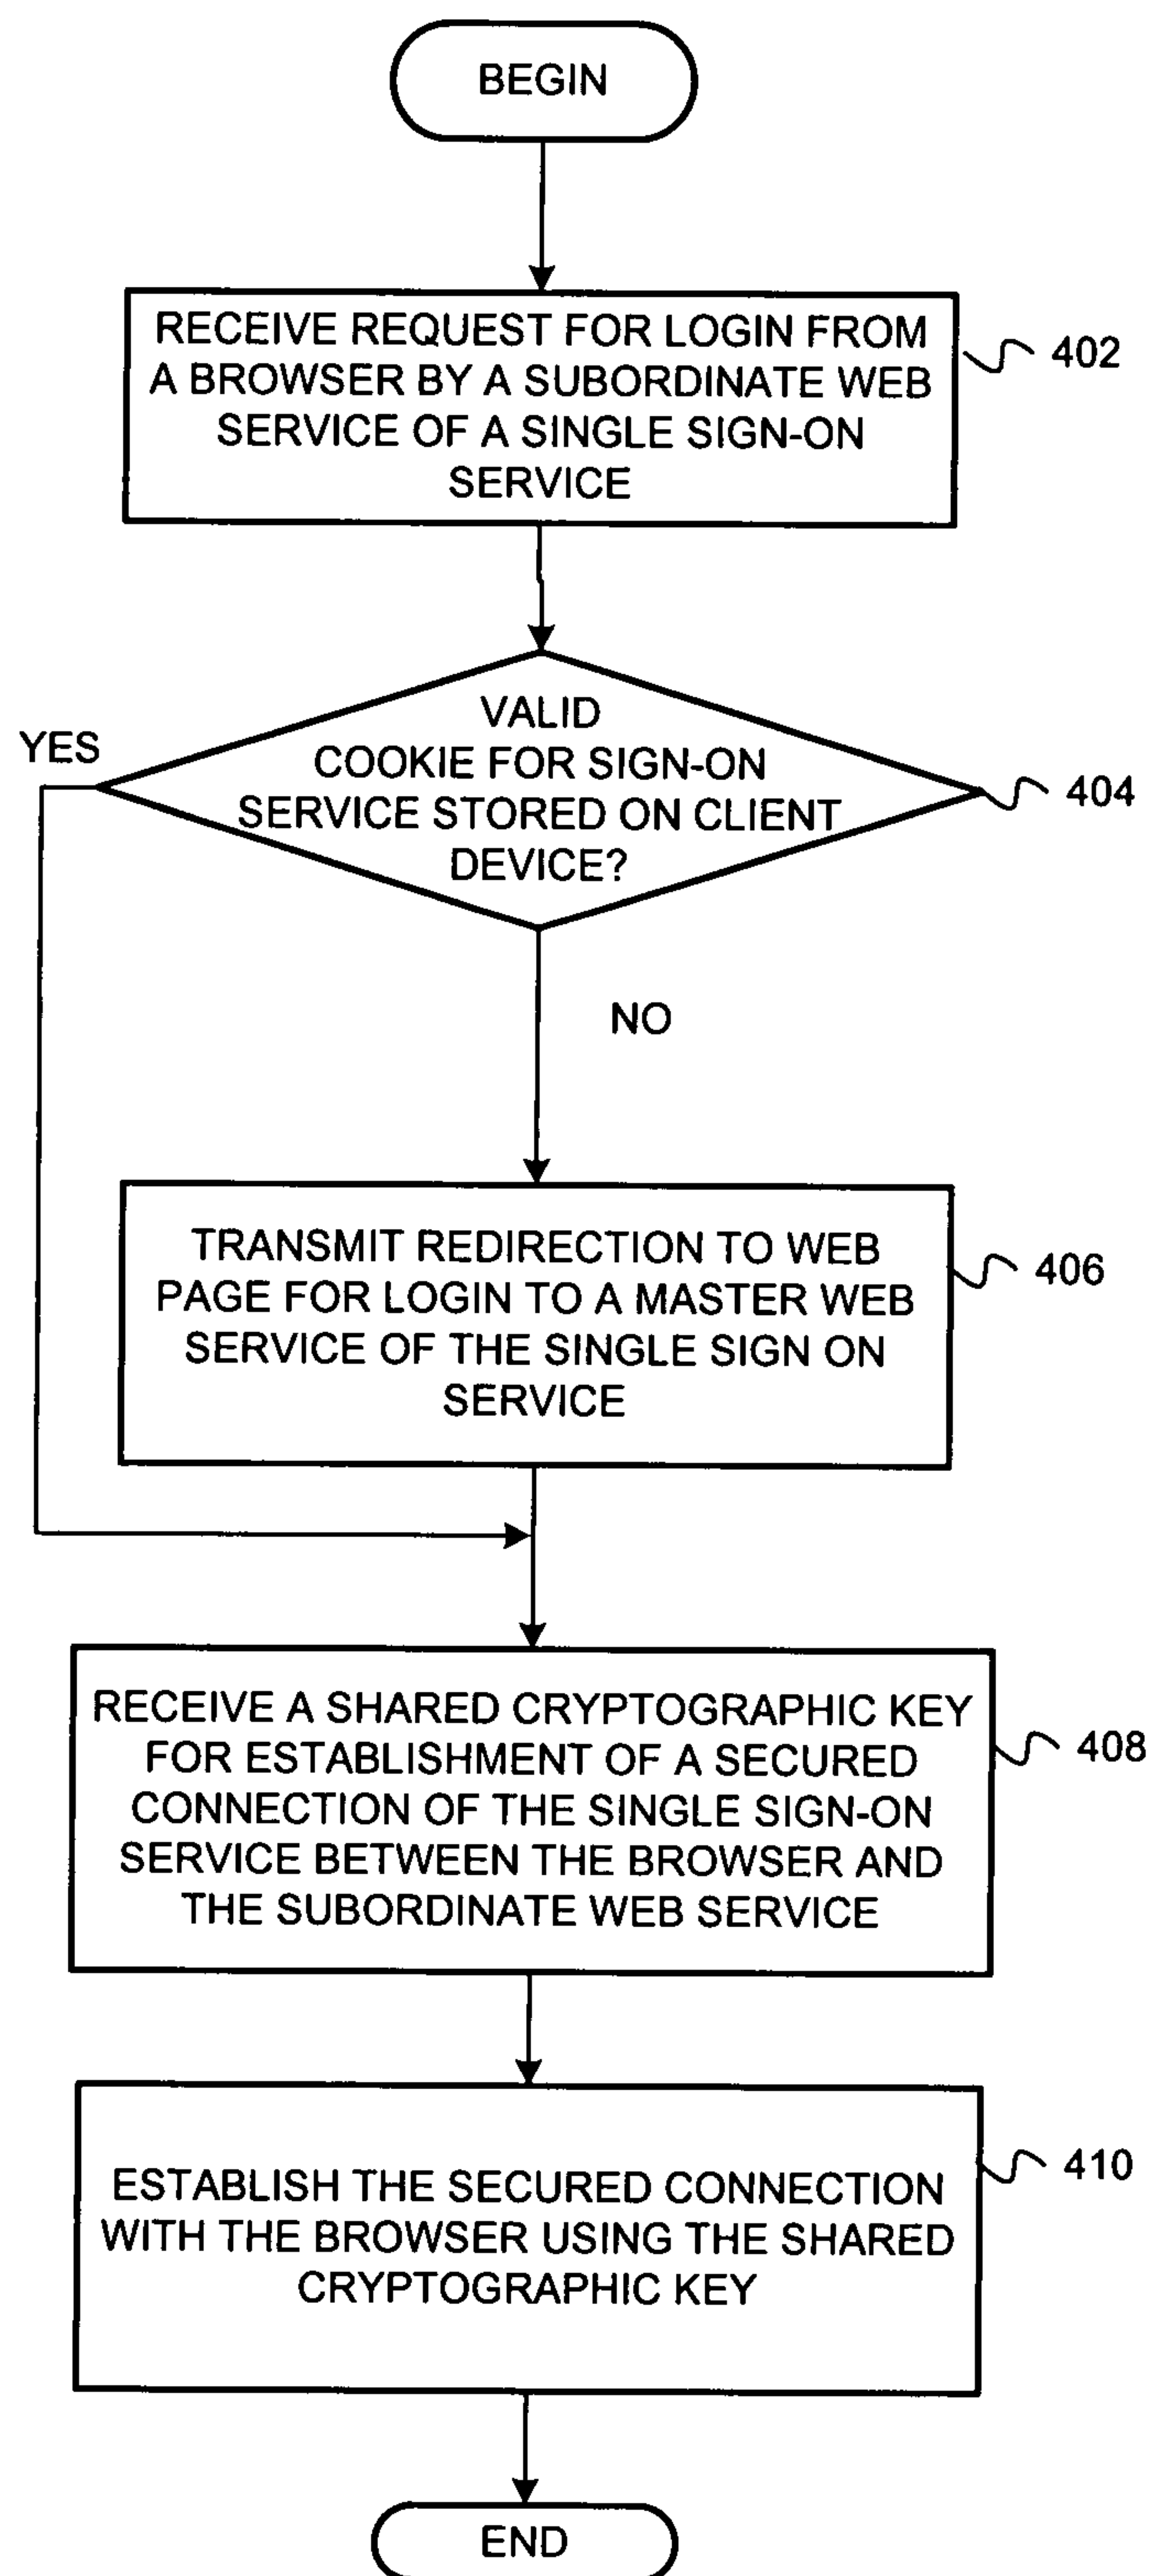 BEGIN
RECEIVE REQUEST FOR LOGIN FROM
A BROWSER BY A SUBORDINATE WEB
SERVICE OF A SINGLE SIGN-ON
SERVICE
402
VALID
COOKIE FOR SIGN-ON
SERVICE STORED ON CLIENT
DEVICE?
YES
404
NO
TRANSMIT REDIRECTION TO WEB
PAGE FOR LOGIN TO A MASTER WEB
SERVICE OF THE SINGLE SIGN ON
SERVICE
406
RECEIVE A SHARED CRYPTOGRAPHIC KEY
FOR ESTABLISHMENT OF A SECURED
CONNECTION OF THE SINGLE SIGN-ON
SERVICE BETWEEN THE BROWSER AND
THE SUBORDINATE WEB SERVICE
408
ESTABLISH THE SECURED CONNECTION
WITH THE BROWSER USING THE SHARED
CRYPTOGRAPHIC KEY
410
END